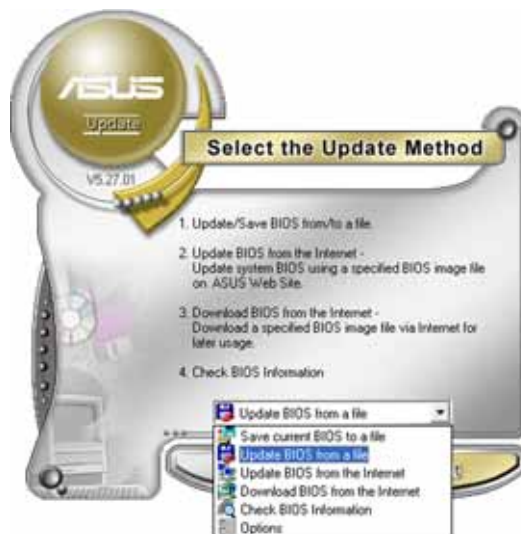 ASUS
Update
V5.27.01
Select the Update Method
1. Update/Save BIOS from/to a file.
2. Update BIOS from the Internet -
Update system BIOS using a specified BIOS image file
on ASUS Web Site.
3. Download BIOS from the Internet -
Download a specified BIOS image file via Internet for
later usage.
4. Check BIOS Information
Update BIOS from a file
Save current BIOS to a file
Update BIOS from a file
Update BIOS from the Internet
Download BIOS from the Internet
Check BIOS Information
Options